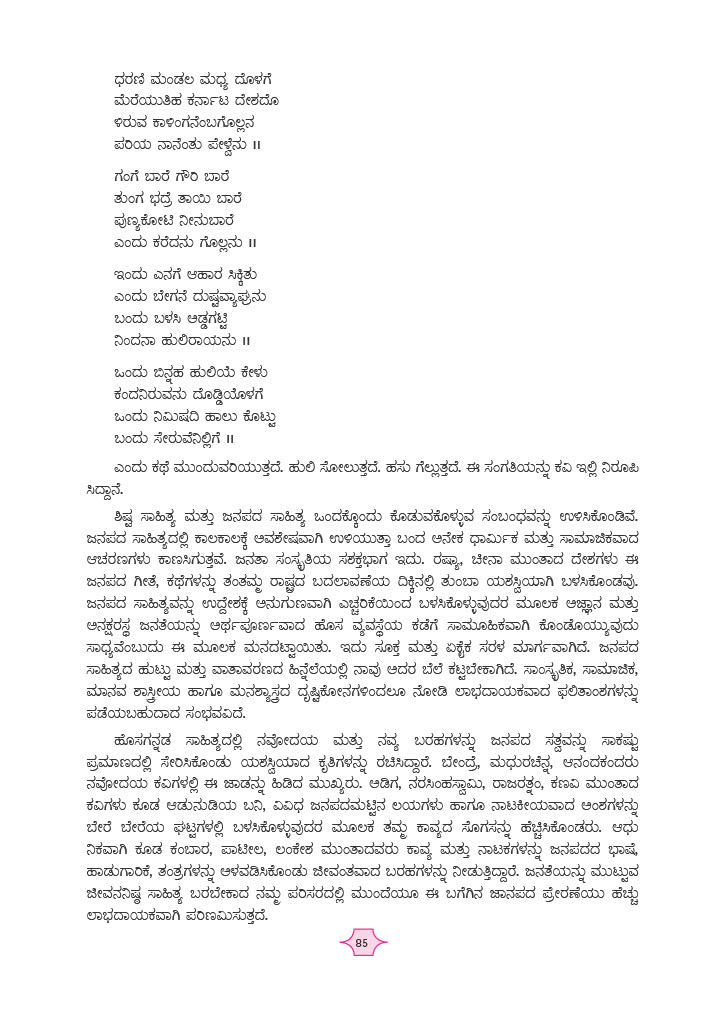 ಧರಣಿ ಮಂಡಲ ಮಧ್ಯ ದೊಳಗೆ
ಮೆರೆಯುತಿಹ ಕರ್ನಾಟ ದೇಶದೊ
ಳಿರುವ ಕಾಳಿಂಗನೆಂಬಗೊಲ್ಲನ
ಪರಿಯ ನಾನೆಂತು ಪೇಳ್ವೆನು ॥
ಗಂಗೆ ಬಾರೆ ಗೌರಿ ಬಾರೆ
ತುಂಗ ಭದ್ರೆ ತಾಯಿ ಬಾರೆ
ಪುಣ್ಯಕೋಟಿ ನೀನುಬಾರೆ
ಎಂದು ಕರೆದನು ಗೊಲ್ಲನು ॥
ಇಂದು ಎನಗೆ ಆಹಾರ ಸಿಕ್ಕಿತು
ಎಂದು ಬೇಗನೆ ದುಷ್ಟವ್ಯಾಘ್ರನು
ಬಂದು ಬಳಸಿ ಅಡ್ಡಗಟ್ಟಿ
ನಿಂದನಾ ಹುಲಿರಾಯನು ॥
ಒಂದು ಬಿನ್ನಹ ಹುಲಿಯೆ ಕೇಳು
ಕಂದನಿರುವನು ದೊಡ್ಡಿಯೊಳಗೆ
ಒಂದು ನಿಮಿಷದಿ ಹಾಲು ಕೊಟ್ಟು
ಬಂದು ಸೇರುವೆನಿಲ್ಲಿಗೆ ॥
ಎಂದು ಕಥೆ ಮುಂದುವರಿಯುತ್ತದೆ. ಹುಲಿ ಸೋಲುತ್ತದೆ. ಹಸು ಗೆಲ್ಲುತ್ತದೆ. ಈ ಸಂಗತಿಯನ್ನು ಕವಿ ಇಲ್ಲಿ ನಿರೂಪಿ
ಸಿದ್ದಾನೆ.
ಶಿಷ್ಟ ಸಾಹಿತ್ಯ ಮತ್ತು ಜನಪದ ಸಾಹಿತ್ಯ ಒಂದಕ್ಕೊಂದು ಕೊಡುವಕೊಳ್ಳುವ ಸಂಬಂಧವನ್ನು ಉಳಿಸಿಕೊಂಡಿವೆ.
ಜನಪದ ಸಾಹಿತ್ಯದಲ್ಲಿ ಕಾಲಕಾಲಕ್ಕೆ ಅವಶೇಷವಾಗಿ ಉಳಿಯುತ್ತಾ ಬಂದ ಅನೇಕ ಧಾರ್ಮಿಕ ಮತ್ತು ಸಾಮಾಜಿಕವಾದ
ಆಚರಣಗಳು ಕಾಣಸಿಗುತ್ತವೆ. ಜನತಾ ಸಂಸ್ಕೃತಿಯ ಸಶಕ್ತಭಾಗ ಇದು. ರಷ್ಯಾ, ಚೀನಾ ಮುಂತಾದ ದೇಶಗಳು ಈ
ಜನಪದ ಗೀತೆ, ಕಥೆಗಳನ್ನು ತಂತಮ್ಮ ರಾಷ್ಟ್ರದ ಬದಲಾವಣೆಯ ದಿಕ್ಕಿನಲ್ಲಿ ತುಂಬಾ ಯಶಸ್ವಿಯಾಗಿ ಬಳಸಿಕೊಂಡವು.
ಜನಪದ ಸಾಹಿತ್ಯವನ್ನು ಉದ್ದೇಶಕ್ಕೆ ಅನುಗುಣವಾಗಿ ಎಚ್ಚರಿಕೆಯಿಂದ ಬಳಸಿಕೊಳ್ಳುವುದರ ಮೂಲಕ ಅಜ್ಞಾನ ಮತ್ತು
ಅನಕ್ಷರಸ್ಥ ಜನತೆಯನ್ನು ಅರ್ಥಪೂರ್ಣವಾದ ಹೊಸ ವ್ಯವಸ್ಥೆಯ ಕಡೆಗೆ ಸಾಮೂಹಿಕವಾಗಿ ಕೊಂಡೊಯ್ಯುವುದು
ಸಾಧ್ಯವೆಂಬುದು ಈ ಮೂಲಕ ಮನದಟ್ಟಾಯಿತು. ಇದು ಸೂಕ್ತ ಮತ್ತು ಏಕೈಕ ಸರಳ ಮಾರ್ಗವಾಗಿದೆ. ಜನಪದ
ಸಾಹಿತ್ಯದ ಹುಟ್ಟು ಮತ್ತು ವಾತಾವರಣದ ಹಿನ್ನೆಲೆಯಲ್ಲಿ ನಾವು ಅದರ ಬೆಲೆ ಕಟ್ಟಬೇಕಾಗಿದೆ. ಸಾಂಸ್ಕೃತಿಕ, ಸಾಮಾಜಿಕ,
ಮಾನವ ಶಾಸ್ತ್ರೀಯ ಹಾಗೂ ಮನಶ್ಯಾಸ್ತ್ರದ ದೃಷ್ಟಿಕೋನಗಳಿಂದಲೂ ನೋಡಿ ಲಾಭದಾಯಕವಾದ ಫಲಿತಾಂಶಗಳನ್ನು
ಪಡೆಯಬಹುದಾದ ಸಂಭವವಿದೆ.
ಹೊಸಗನ್ನಡ ಸಾಹಿತ್ಯದಲ್ಲಿ ನವೋದಯ ಮತ್ತು ನವ್ಯ ಬರಹಗಳನ್ನು ಜನಪದ ಸತ್ವವನ್ನು ಸಾಕಷ್ಟು
ಪ್ರಮಾಣದಲ್ಲಿ ಸೇರಿಸಿಕೊಂಡು ಯಶಸ್ವಿಯಾದ ಕೃತಿಗಳನ್ನು ರಚಿಸಿದ್ದಾರೆ. ಬೇಂದ್ರೆ, ಮಧುರಚೆನ್ನ, ಆನಂದಕಂದರು
ನವೋದಯ ಕವಿಗಳಲ್ಲಿ ಈ ಜಾಡನ್ನು ಹಿಡಿದ ಮುಖ್ಯರು. ಅಡಿಗ, ನರಸಿಂಹಸ್ವಾಮಿ, ರಾಜರತ್ನಂ, ಕಣವಿ ಮುಂತಾದ
ಕವಿಗಳು ಕೂಡ ಆಡುನುಡಿಯ ಬನಿ, ವಿವಿಧ ಜನಪದಮಟ್ಟಿನ ಲಯಗಳು ಹಾಗೂ ನಾಟಕೀಯವಾದ ಅಂಶಗಳನ್ನು
ಬೇರೆ ಬೇರೆಯ ಘಟ್ಟಗಳಲ್ಲಿ ಬಳಸಿಕೊಳ್ಳುವುದರ ಮೂಲಕ ತಮ್ಮ ಕಾವ್ಯದ ಸೊಗಸನ್ನು ಹೆಚ್ಚಿಸಿಕೊಂಡರು. ಆಧು
ನಿಕವಾಗಿ ಕೂಡ ಕಂಬಾರ, ಪಾಟೀಲ, ಲಂಕೇಶ ಮುಂತಾದವರು ಕಾವ್ಯ ಮತ್ತು ನಾಟಕಗಳನ್ನು ಜನಪದದ ಭಾಷೆ,
ಹಾಡುಗಾರಿಕೆ, ತಂತ್ರಗಳನ್ನು ಅಳವಡಿಸಿಕೊಂಡು ಜೀವಂತವಾದ ಬರಹಗಳನ್ನು ನೀಡುತ್ತಿದ್ದಾರೆ. ಜನತೆಯನ್ನು ಮುಟ್ಟುವ
ಜೀವನನಿಷ್ಠ ಸಾಹಿತ್ಯ ಬರಬೇಕಾದ ನಮ್ಮ ಪರಿಸರದಲ್ಲಿ ಮುಂದೆಯೂ ಈ ಬಗೆಗಿನ ಜಾನಪದ ಪ್ರೇರಣೆಯು ಹೆಚ್ಚು
ಲಾಭದಾಯಕವಾಗಿ ಪರಿಣಮಿಸುತ್ತದೆ.
85